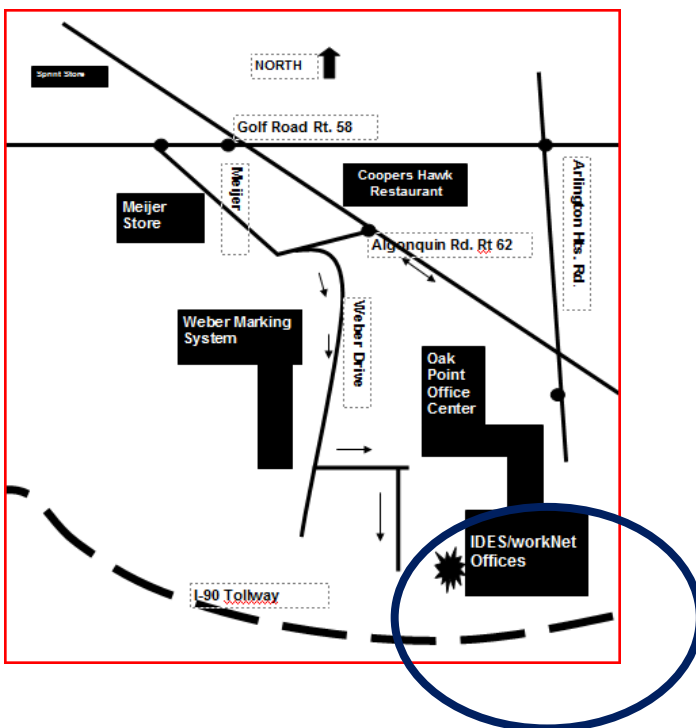 NORTH
Sprint Store
Golf Road Rt. 58
Meijer
Coopers Hawk
Restaurant
Arlington Hts. Rd.
Meijer
Store
Algonquin Rd. Rt 62
Weber Marking
System
Weber Drive
Oak
Point
Office
Center
IDES/workNet
Offices
I-90 Tollway